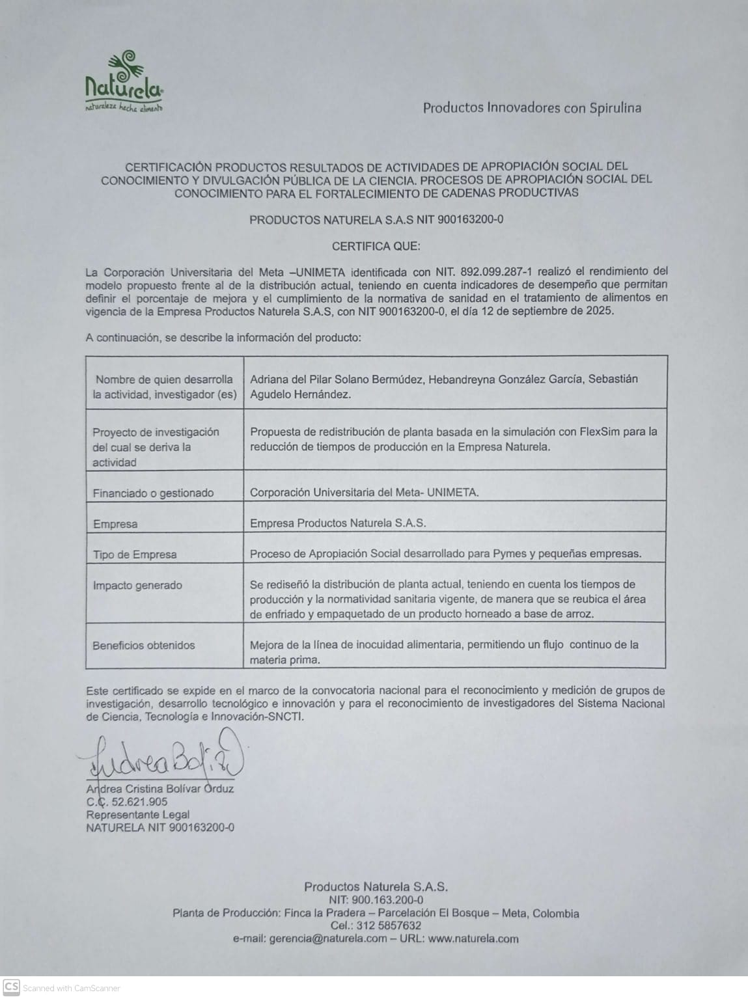 Naturela
naturaleza hecha alimento
Productos Innovadores con Spirulina
CERTIFICACIÓN PRODUCTOS RESULTADOS DE ACTIVIDADES DE APROPIACIÓN SOCIAL DEL
CONOCIMIENTO Y DIVULGACIÓN PÚBLICA DE LA CIENCIA. PROCESOS DE APROPIACIÓN SOCIAL DEL
CONOCIMIENTO PARA EL FORTALECIMIENTO DE CADENAS PRODUCTIVAS
PRODUCTOS NATURELA S.A.S NIT 900163200-0
CERTIFICA QUE:
La Corporación Universitaria del Meta –UNIMETA identificada con NIT. 892.099.287-1 realizó el rendimiento del
modelo propuesto frente al de la distribución actual, teniendo en cuenta indicadores de desempeño que permitan
definir el porcentaje de mejora y el cumplimiento de la normativa de sanidad en el tratamiento de alimentos en
vigencia de la Empresa Productos Naturela S.A.S, con NIT 900163200-0, el día 12 de septiembre de 2025.
A continuación, se describe la información del producto:
Nombre de quien desarrolla
la actividad, investigador (es)
Adriana del Pilar Solano Bermúdez, Hebandreyna González García, Sebastián
Agudelo Hernández.
Proyecto de investigación
del cual se deriva la
actividad
Propuesta de redistribución de planta basada en la simulación con FlexSim para la
reducción de tiempos de producción en la Empresa Naturela.
Financiado o gestionado
Corporación Universitaria del Meta- UNIMETA.
Empresa
Empresa Productos Naturela S.A.S.
Tipo de Empresa
Proceso de Apropiación Social desarrollado para Pymes y pequeñas empresas.
Impacto generado
Se rediseñó la distribución de planta actual, teniendo en cuenta los tiempos de
producción y la normatividad sanitaria vigente, de manera que se reubica el área
de enfriado y empaquetado de un producto horneado a base de arroz.
Beneficios obtenidos
Mejora de la línea de inocuidad alimentaria, permitiendo un flujo continuo de la
materia prima.
Este certificado se expide en el marco de la convocatoria nacional para el reconocimiento y medición de grupos de
investigación, desarrollo tecnológico e innovación y para el reconocimiento de investigadores del Sistema Nacional
de Ciencia, Tecnología e Innovación-SNCTI.
Andrea Cristina Bolívar Orduz
C.C. 52.621.905
Representante Legal
NATURELA NIT 900163200-0
Productos Naturela S.A.S.
NIT: 900.163.200-0
Planta de Producción: Finca la Pradera – Parcelación El Bosque – Meta, Colombia
Cel.: 312 5857632
e-mail: gerencia@naturela.com – URL: www.naturela.com
CS Scanned with CamScanner